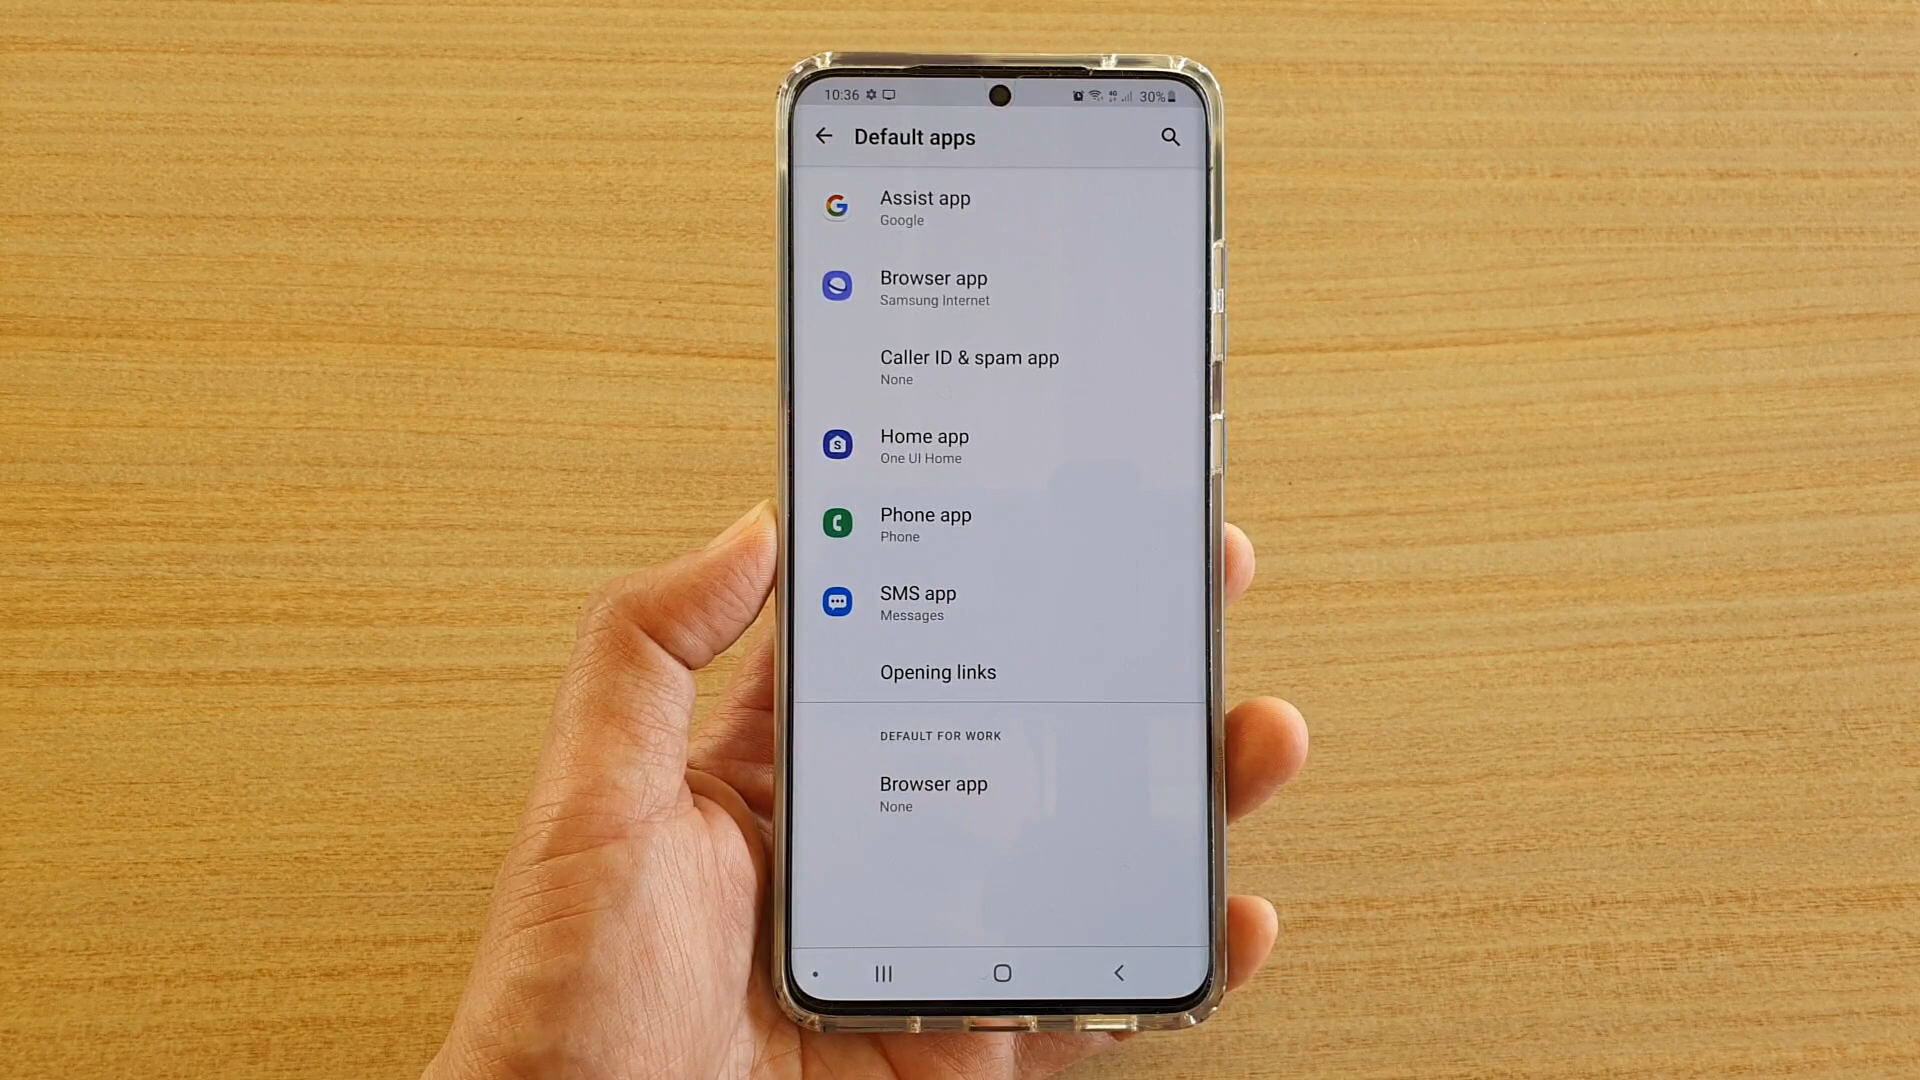 10:36 4G 30%
Default apps
Assist app
Google
Browser app
Samsung Internet
Caller ID & spam app
None
Home app
One UI Home
Phone app
Phone
SMS app
Messages
Opening links
DEFAULT FOR WORK
Browser app
None